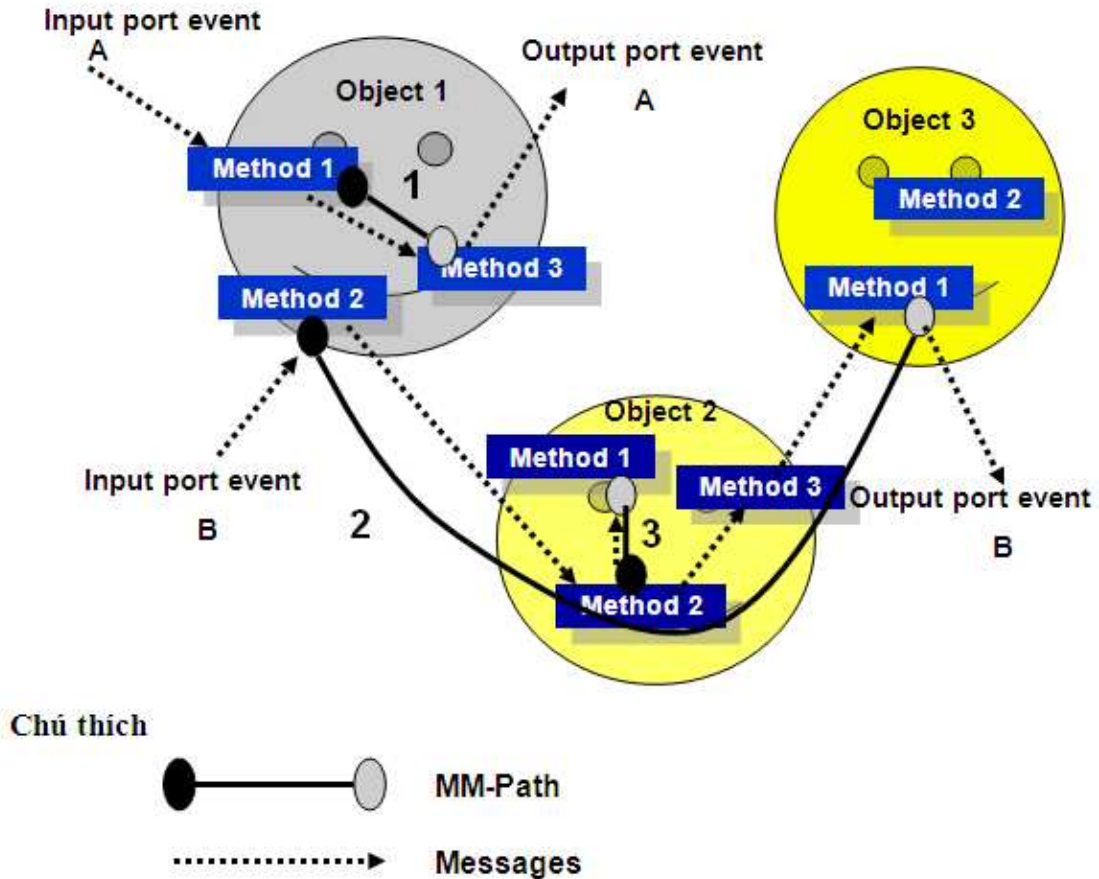 Input port event
A
Output port event
A
Object 1
Object 3
Method 1
1
Method 2
Method 3
Method 2
Method 1
Object 2
Method 1
Input port event
B
2
Method 3
Output port event
B
3
Method 2
Chú thích
MM-Path
Messages